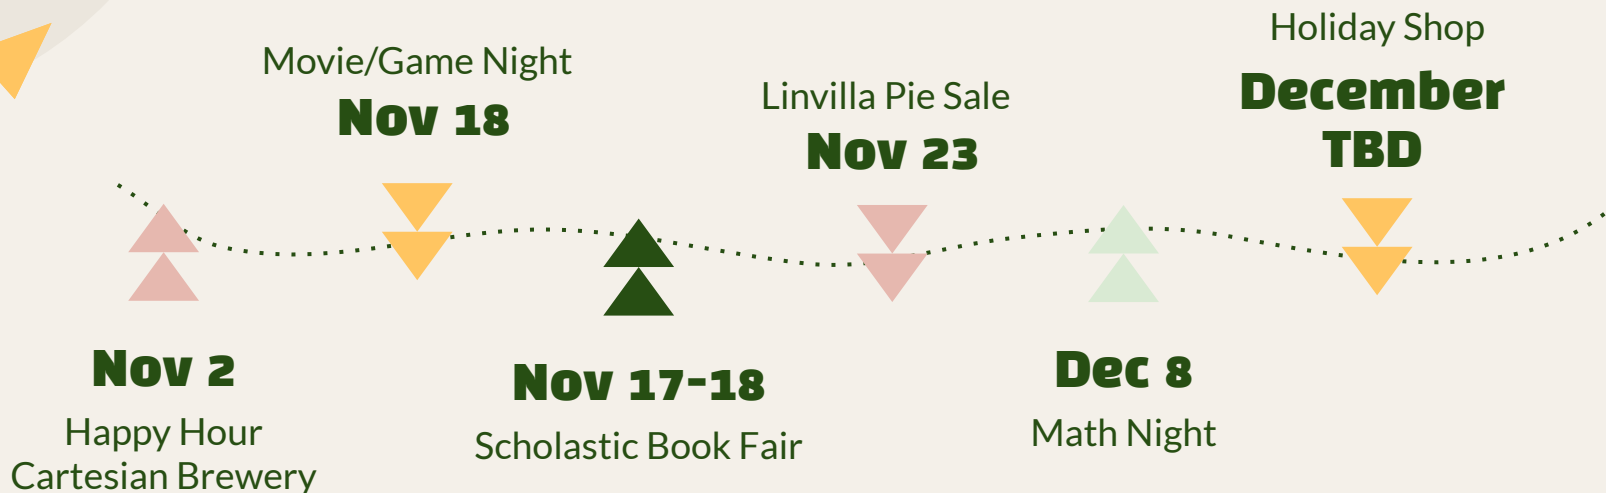 Movie/Game Night
Nov 18
Linvilla Pie Sale
Nov 23
Holiday Shop
December
TBD
Nov 2
Happy Hour
Cartesian Brewery
Nov 17-18
Scholastic Book Fair
Dec 8
Math Night